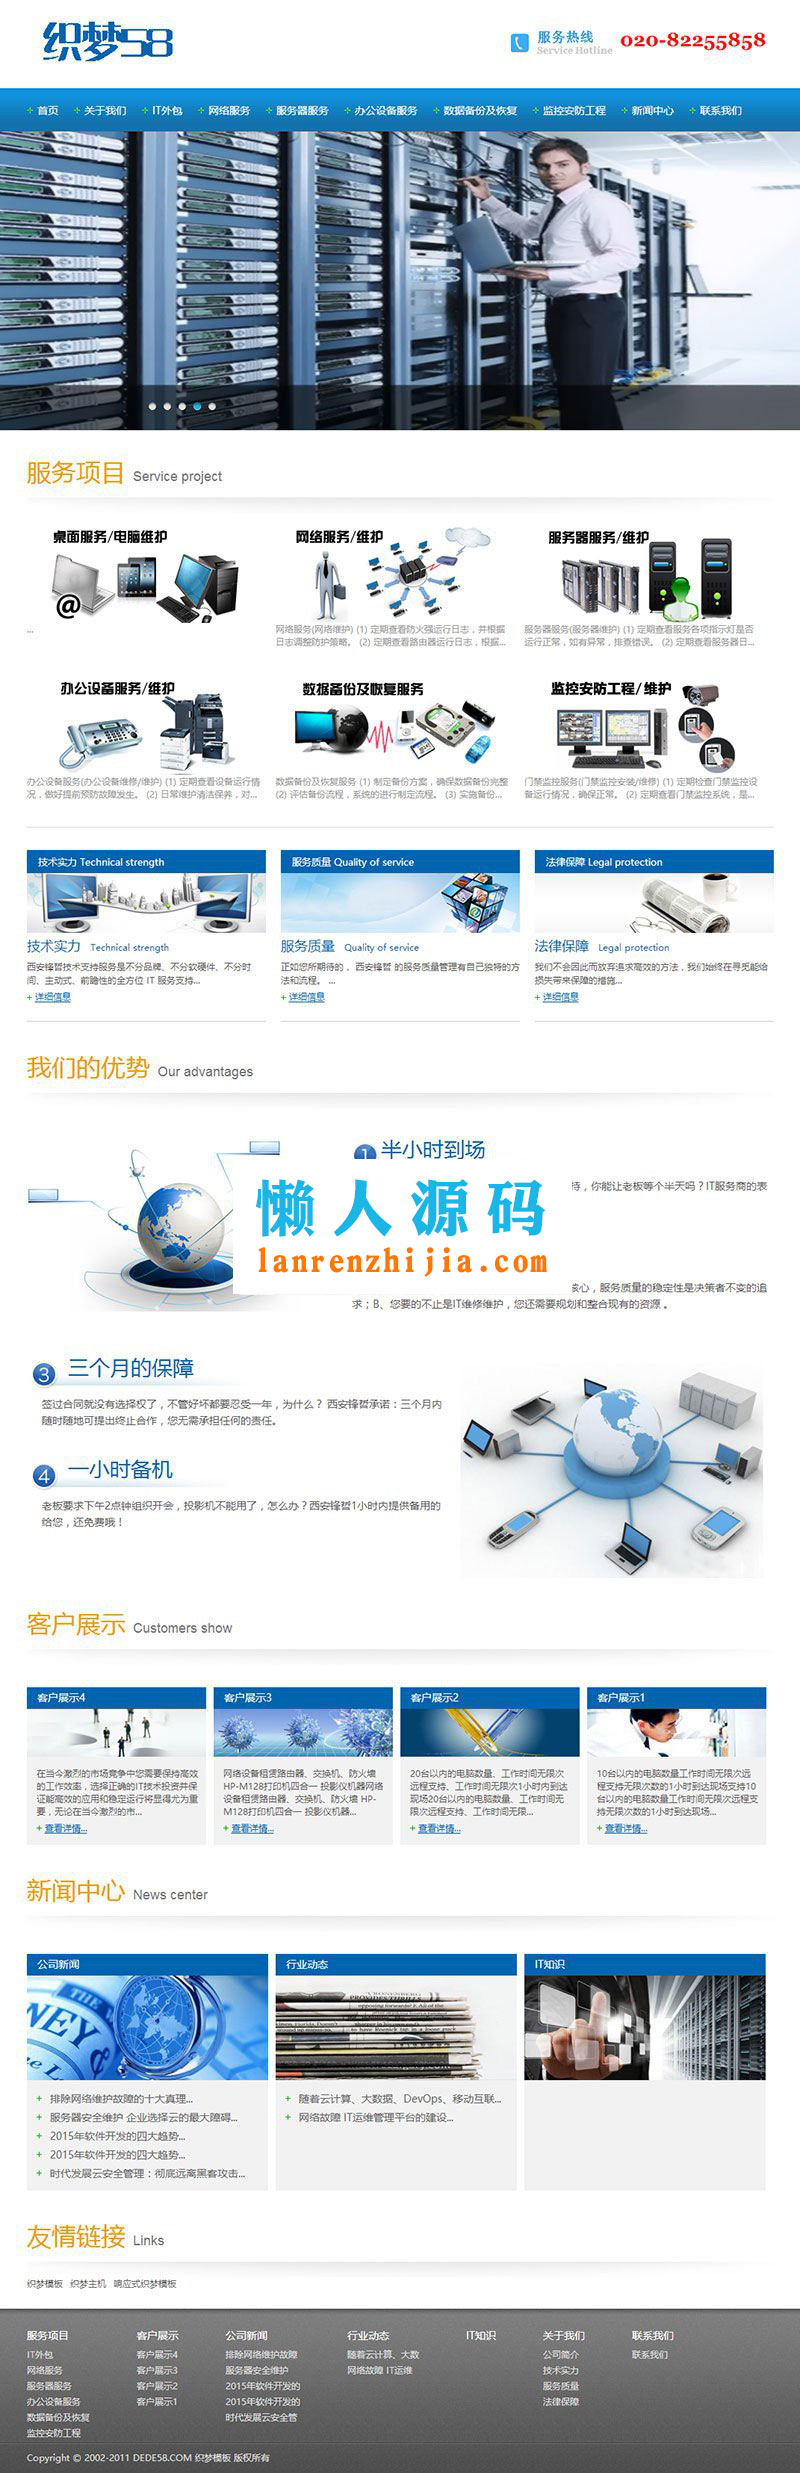 织梦58
服务热线
Service Hotline
020-82255858
首页 关于我们 IT外包 网络服务 服务器服务 办公设备服务 数据备份及恢复 监控安防工程 新闻中心 联系我们
服务项目 Service project
桌面服务/电脑维护
...
网络服务/维护
网络服务(网络维护) (1) 定期查看防火强运行日志，并根据
日志调整防护策略。 (2) 定期查看路由器运行日志，根据...
服务器服务/维护
服务器服务(服务器维护) (1) 定期查看服务各项指示灯是否
运行正常，如有异常，排查错误。 (2) 定期查看服务器日...
办公设备服务/维护
办公设备服务(办公设备维修/维护) (1) 定期查看设备运行情
况，做好提前预防故障发生。 (2) 日常维护清洁保养，对...
数据备份及恢复服务
数据备份及恢复服务 (1) 制定备份方案，确保数据备份完整
(2) 评估备份流程，系统的进行制定流程。 (3) 实施备份...
监控安防工程/维护
门禁监控服务(门禁监控安装/维修) (1) 定期检查门禁监控设
备运行情况，确保正常。 (2) 定期查看门禁监控系统，是...
技术实力 Technical strength
技术实力 Technical strength
西安锋哲技术支持服务是不分品牌、不分软硬件、不分时
间、主动式、前瞻性的全方位 IT 服务支持...
+ 详细信息
服务质量 Quality of service
服务质量 Quality of service
正如您所期待的， 西安锋哲 的服务质量管理有自己独特的方
法和流程。 ...
+ 详细信息
法律保障 Legal protection
法律保障 Legal protection
我们不会因此而放弃追求高效的方法，我们始终在寻觅能给
损失带来保障的措施...
+ 详细信息
我们的优势 Our advantages
1 半小时到场
待，你能让老板等个半天吗？IT服务商的表
懒人源码
lanrenzhijia.com
核心，服务质量的稳定性是决策者不变的追
求；B、您要的不止是IT维修维护，您还需要规划和整合现有的资源 。
3 三个月的保障
签过合同就没有选择权了，不管好坏都要忍受一年，为什么？ 西安锋哲承诺：三个月内
随时随地可提出终止合作，您无需承担任何的责任。
4 一小时备机
老板要求下午2点钟组织开会，投影机不能用了，怎么办？西安锋哲1小时内提供备用的
给您，还免费哦！
客户展示 Customers show
客户展示4
在当今激烈的市场竞争中您需要保持高效
的工作效率，选择正确的IT技术投资并保
证能高效的应用和稳定运行将显得尤为重
要，无论在当今激烈的市...
+ 查看详情...
客户展示3
网络设备租赁路由器、交换机、防火墙
HP-M128打印机四合一 投影仪机器网络
设备租赁路由器、交换机、防火墙 HP-
M128打印机四合一 投影仪机器...
+ 查看详情...
客户展示2
20台以内的电脑数量、工作时间无限次
远程支持、工作时间无限次1小时内到达
现场20台以内的电脑数量、工作时间无
限次远程支持、工作时间无限...
+ 查看详情...
客户展示1
10台以内的电脑数量工作时间无限次远
程支持无限次数的1小时到达现场支持10
台以内的电脑数量工作时间无限次远程支
持无限次数的1小时到达现场...
+ 查看详情...
新闻中心 News center
公司新闻
+ 排除网络维护故障的十大真理...
+ 服务器安全维护 企业选择云的最大障碍...
+ 2015年软件开发的四大趋势...
+ 2015年软件开发的四大趋势...
+ 时代发展云安全管理：彻底远离黑客攻击...
行业动态
+ 随着云计算、大数据、DevOps、移动互联...
+ 网络故障 IT运维管理平台的建设...
IT知识
友情链接 Links
织梦模板 织梦主机 响应式织梦模板
服务项目
IT外包
网络服务
服务器服务
办公设备服务
数据备份及恢复
监控安防工程
客户展示
客户展示4
客户展示3
客户展示2
客户展示1
公司新闻
排除网络维护故障
服务器安全维护
2015年软件开发的
2015年软件开发的
时代发展云安全管
行业动态
随着云计算、大数
网络故障 IT运维
IT知识
关于我们
公司简介
技术实力
服务质量
法律保障
联系我们
联系我们
Copyright © 2002-2011 DEDE58.COM 织梦模板 版权所有